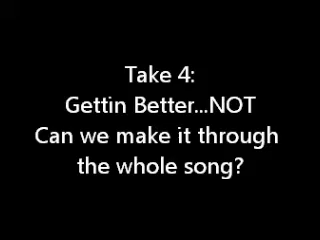 Take 4:
Gettin Better...NOT
Can we make it through
the whole song?